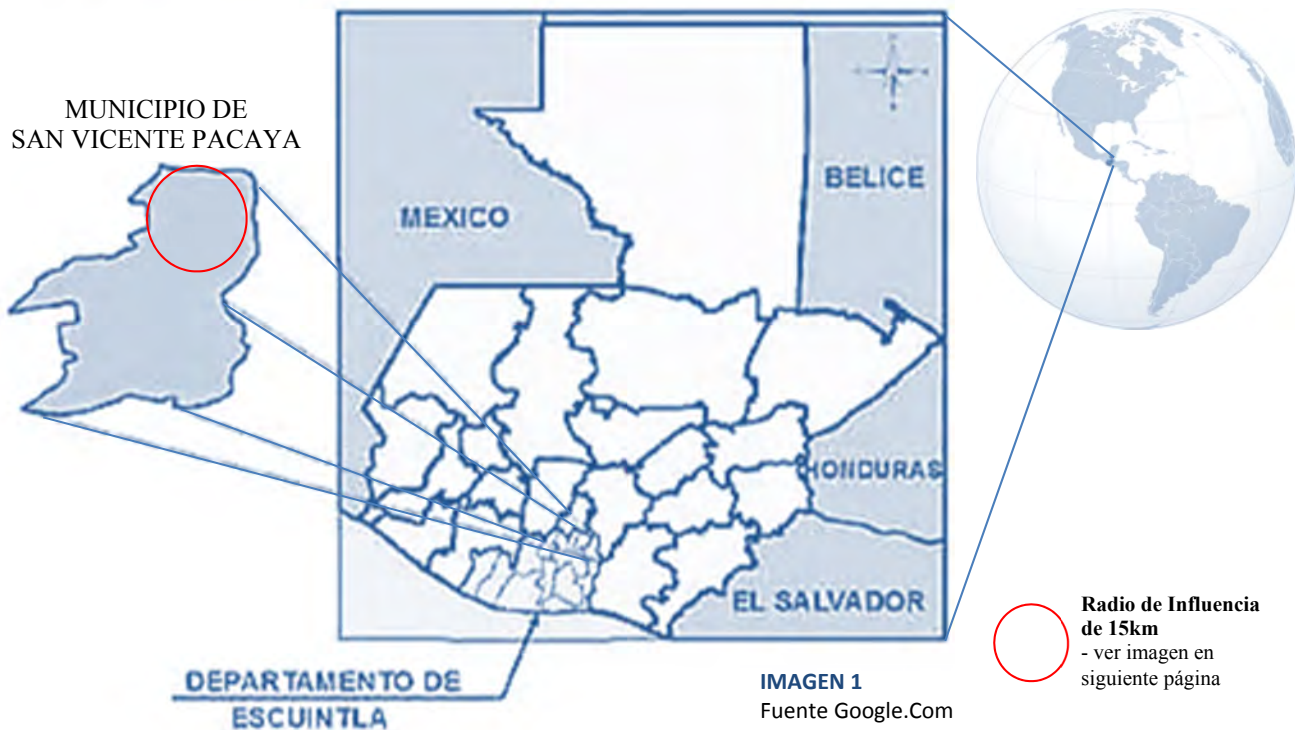 MUNICIPIO DE
SAN VICENTE PACAYA
MEXICO
BELICE
HONDURAS
EL SALVADOR
DEPARTAMENTO DE
ESCUINTLA
IMAGEN 1
Fuente Google.Com
Radio de Influencia
de 15km
- ver imagen en
siguiente página